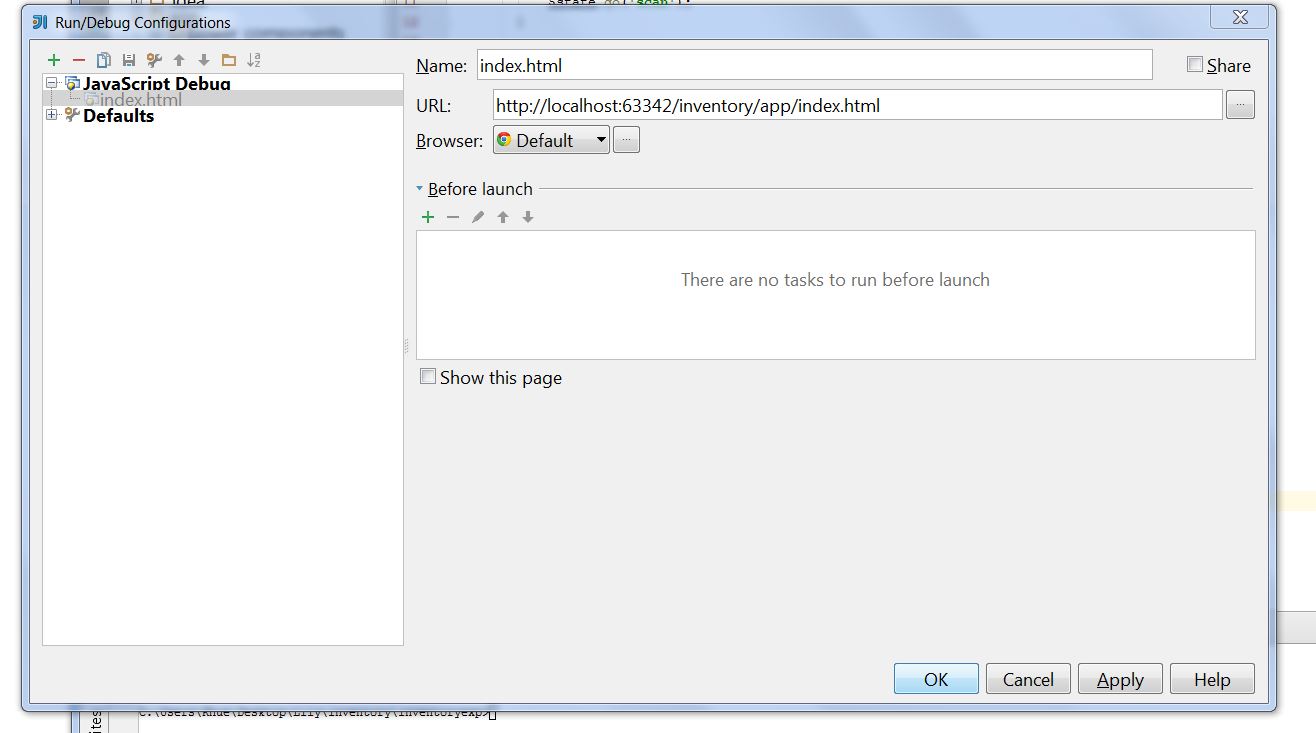 Run/Debug Configurations
Name: index.html
Share
JavaScript Debug
index.html
Defaults
URL: http://localhost:63342/inventory/app/index.html
...
Browser: Default
...
Before launch
There are no tasks to run before launch
Show this page
OK
Cancel
Apply
Help